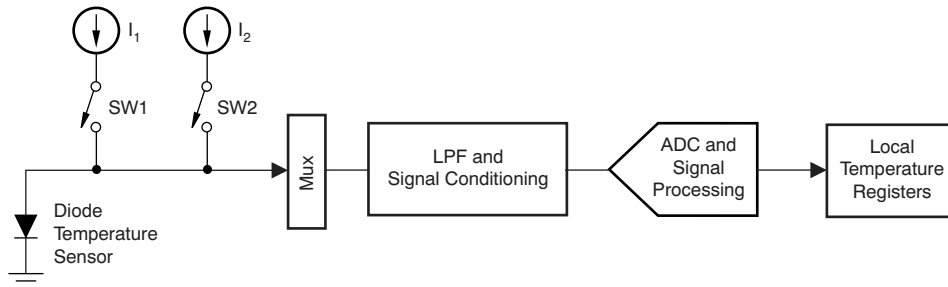 I1
I2
SW1
SW2
Mux
LPF and
Signal Conditioning
ADC and
Signal
Processing
Local
Temperature
Registers
Diode
Temperature
Sensor